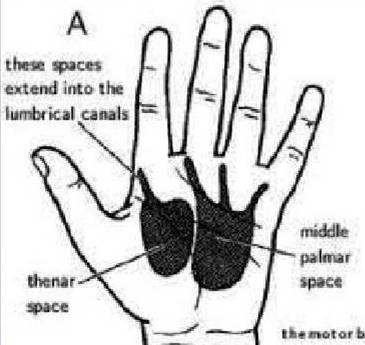 A
these spaces
extend into the
lumbrical canals
middle
palmar
space
thenar
space
themotorb